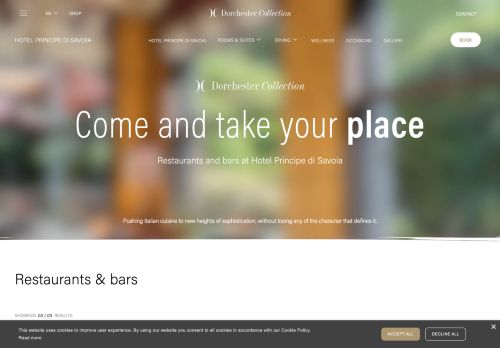 EN
SHOP
Dorchester Collection
CONTACT
HOTEL PRINCIPE DI SAVOIA
HOTEL PRINCIPE DI SAVOIA
ROOMS & SUITES
DINING
WELLNESS
OCCASIONS
GALLERY
BOOK
Dorchester Collection
Come and take your place
Restaurants and bars at Hotel Principe di Savoia
Pushing Italian cuisine to new heights of sophistication, without losing any of the character that defines it.
Restaurants & bars
SHOWING 03 / 03 RESULTS
This website uses cookies to improve user experience. By using our website you consent to all cookies in accordance with our Cookie Policy.
Read more
ACCEPT ALL
DECLINE ALL